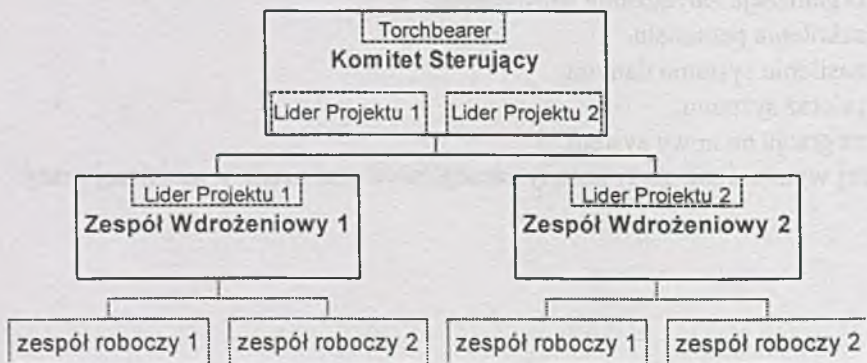 Torchbearer
Komitet Sterujący
Lider Projektu 1 Lider Projektu 2
Lider Projektu 1 Lider Projektu 2
Zespół Wdrożeniowy 1 Zespół Wdrożeniowy 2
zespół roboczy 1 zespół roboczy 2 zespół roboczy 1 zespół roboczy 2